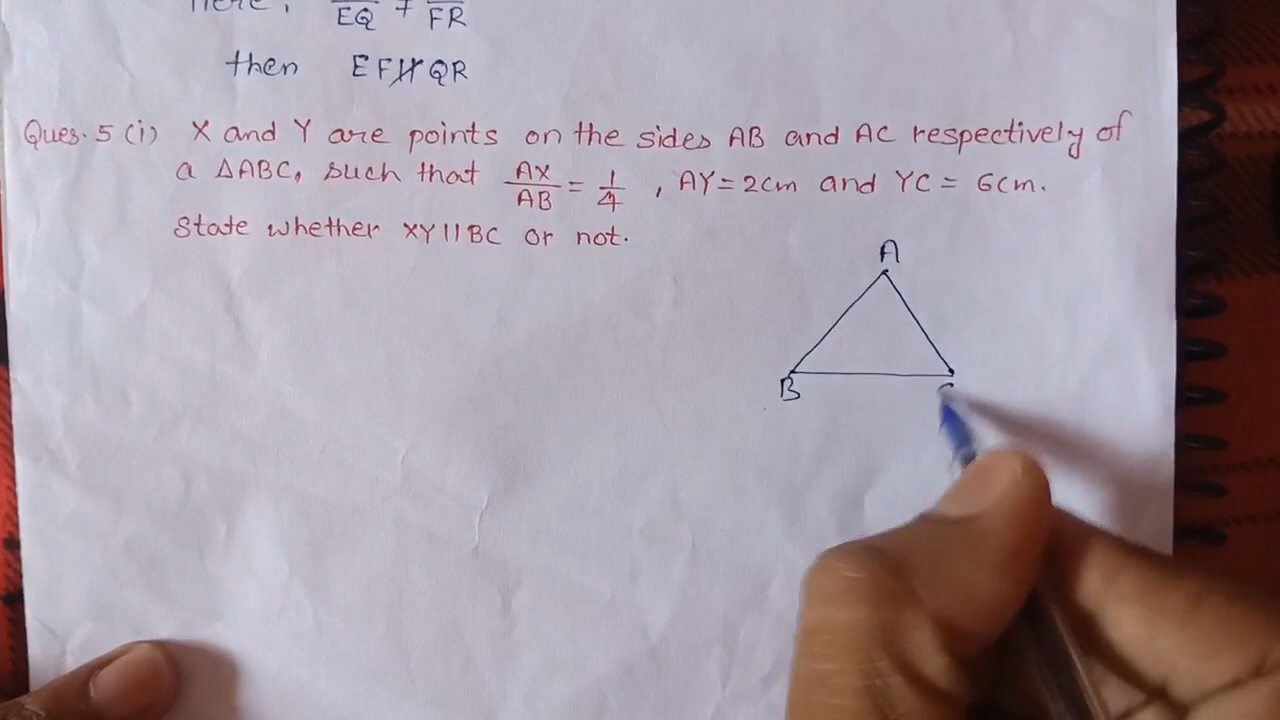 Here, EQ ≠ FR
then EF ∦ QR
Ques. 5 (i) X and Y are points on the sides AB and AC respectively of
a ΔABC, such that AX/AB = 1/4, AY = 2cm and YC = 6cm.
State whether XY || BC or not.
A
B